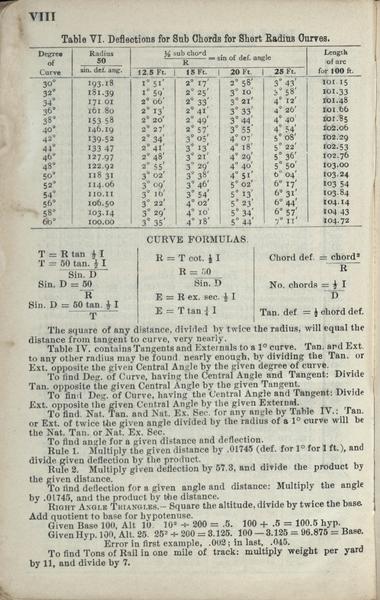 VIII
Table VI. Deflections for Sub Chords for Short Radius Curves.
Degree of Curve | Radius 50 / sin. def. ang. | ½ sub chord / R = sin of def. angle | Length of arc for 100 ft.
12.5 Ft. | 15 Ft. | 20 Ft. | 25 Ft.
30° 193.18 1° 51' 2° 17' 2° 58' 3° 43' 101.15
32° 181.39 1° 59' 2° 25' 3° 10' 3° 58' 101.33
34° 171.01 2° 06' 2° 33' 3° 21' 4° 12' 101.48
36° 161.80 2° 13' 2° 41' 3° 33' 4° 26' 101.66
38° 153.58 2° 20' 2° 49' 3° 44' 4° 40' 101.85
40° 146.19 2° 27' 2° 57' 3° 55' 4° 54' 102.06
42° 139.52 2° 34' 3° 05' 4° 07' 5° 08' 102.29
44° 133.47 2° 41' 3° 13' 4° 18' 5° 22' 102.53
46° 127.97 2° 48' 3° 21' 4° 29' 5° 36' 102.76
48° 122.92 2° 55' 3° 29' 4° 40' 5° 50' 103.00
50° 118.31 3° 02' 3° 38' 4° 51' 6° 04' 103.24
52° 114.06 3° 09' 3° 46' 5° 02' 6° 17' 103.54
54° 110.11 3° 16' 3° 54' 5° 13' 6° 31' 103.84
56° 106.50 3° 22' 4° 02' 5° 23' 6° 44' 104.14
58° 103.14 3° 29' 4° 10' 5° 34' 6° 57' 104.43
60° 100.00 3° 35' 4° 18' 5° 44' 7° 11' 104.72
CURVE FORMULAS.
T = R tan. ½ I
T = 50 tan. ½ I / Sin. D
Sin. D = 50 / R
Sin. D = 50 tan. ½ I / T
R = T cot. ½ I
R = 50 / Sin. D
E = R ex. sec. ½ I
E = T tan ¼ I
Chord def. = chord² / R
No. chords = ½ I / D
Tan. def = ½ chord def.
The square of any distance, divided by twice the radius, will equal the
distance from tangent to curve, very nearly.
Table IV. contains Tangents and Externals to a 1° curve. Tan. and Ext.
to any other radius may be found nearly enough, by dividing the Tan. or
Ext. opposite the given Central Angle by the given degree of curve.
To find Deg. of Curve, having the Central Angle and Tangent: Divide
Tan. opposite the given Central Angle by the given Tangent.
To find Deg. of Curve, having the Central Angle and Tangent: Divide
Ext. opposite the given Central Angle by the given External.
To find Nat. Tan. and Nat. Ex. Sec. for any angle by Table IV.: Tan.
or Ext. of twice the given angle divided by the radius of a 1° curve will be
the Nat. Tan. or Nat. Ex. Sec.
To find angle for a given distance and deflection.
Rule 1. Multiply the given distance by .01745 (def. for 1° for 1 ft.), and
divide given deflection by the product.
Rule 2. Multiply given deflection by 57.3, and divide the product by
the given distance.
To find deflection for a given angle and distance: Multiply the angle
by .01745, and the product by the distance.
RIGHT ANGLE TRIANGLES.—Square the altitude, divide by twice the base.
Add quotient to base for hypotenuse.
Given Base 100, Alt. 10. 10² ÷ 200 = .5. 100 + .5 = 100.5 hyp.
Given Hyp. 100, Alt. 25. 25² ÷ 200 = 3.125. 100 — 3.125 = 96.875 = Base.
Error in first example, .002; in last, .045.
To find Tons of Rail in one mile of track: multiply weight per yard
by 11, and divide by 7.